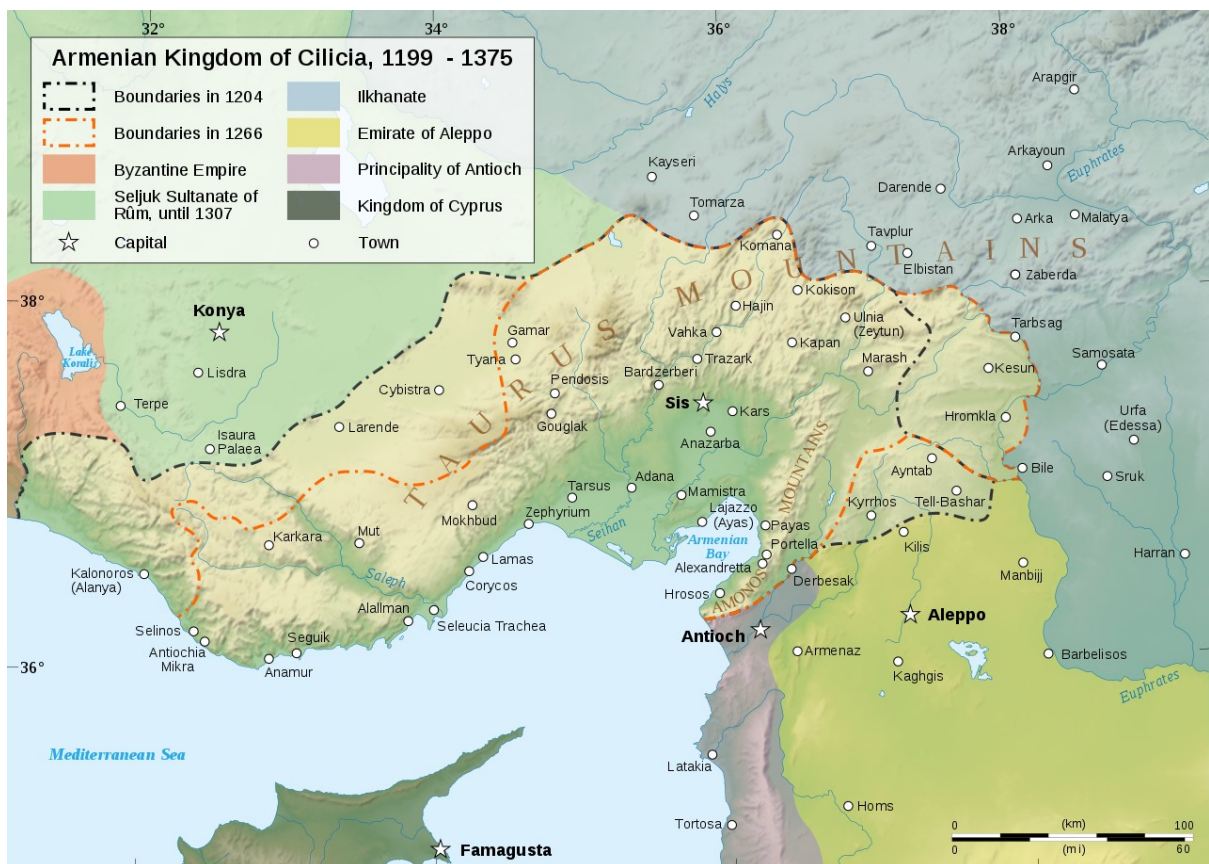 32°
34°
36°
38°
Armenian Kingdom of Cilicia, 1199 - 1375
Boundaries in 1204
Boundaries in 1266
Byzantine Empire
Seljuk Sultanate of
Rûm, until 1307
Capital
Ilkhanate
Emirate of Aleppo
Principality of Antioch
Kingdom of Cyprus
Town
Halys
Arapgir
Kayseri
Arkayoun
Euphrates
Darende
Tomarza
Arka
Malatya
Komana
Tavplur
Elbistan
TAURUS MOUNTAINS
Zaberda
38°
Konya
Kokison
Hajin
Ulnia
(Zeytun)
Gamar
Vahka
Tarbsag
Lake
Koralis
Tyana
Trazark
Kapan
Marash
Samosata
Lisdra
Cybistra
Pendosis
Bardzerberi
Kesun
Terpe
Sis
Kars
Gouglak
Hromkla
Urfa
(Edessa)
Larende
Anazarba
Isaura
Palaea
Ayntab
Bile
Sruk
Adana
Tarsus
Mamistra
Tell-Bashar
AMONOS MOUNTAINS
Mokhbud
Zephyrium
Seihan
Lajazzo
(Ayas)
Kyrrhos
Payas
Armenian
Bay
Portella
Kilis
Karkara
Mut
Lamas
Harran
Alexandretta
Manbijj
Kalonoros
(Alanya)
Saleph
Corycos
Derbesak
Hrosos
Alallman
Seleucia Trachea
Aleppo
Selinos
Antioch
Antiochia
Mikra
Seguik
Armenaz
Barbelisos
36°
Anamur
Kaghgis
Euphrates
Mediterranean Sea
Latakia
Homs
Tortosa
Famagusta
0 (km) 100
0 (mi) 60